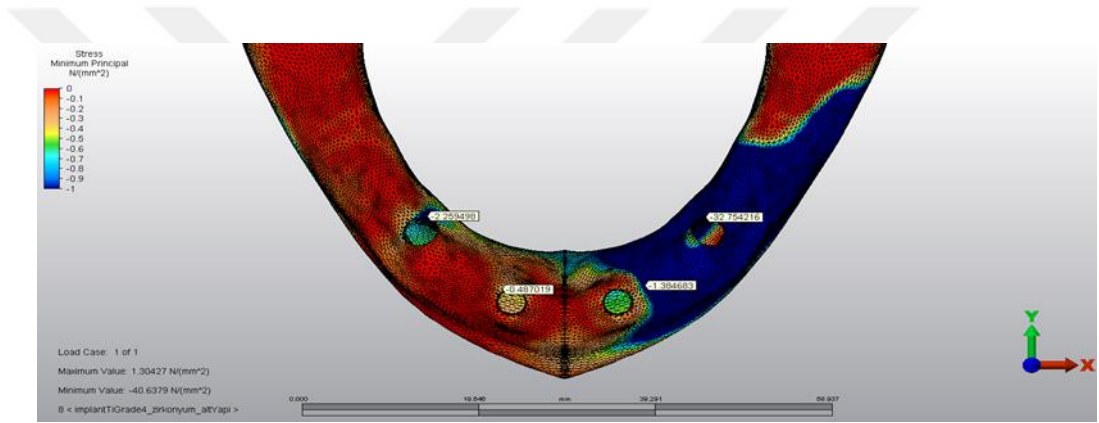 Stress
Minimum Principal
N/(mm^2)
0
-0.1
-0.2
-0.3
-0.4
-0.5
-0.6
-0.7
-0.8
-0.9
-1
-2.259498
-32.754216
-0.487019
-1.384683
Y
X
Load Case: 1 of 1
Maximum Value: 1.30427 N/(mm^2)
Minimum Value: -40.6379 N/(mm^2)
8 < implantTiGrade4_zirkonyum_altYapi >
0.000
19.646
mm
39.291
58.937